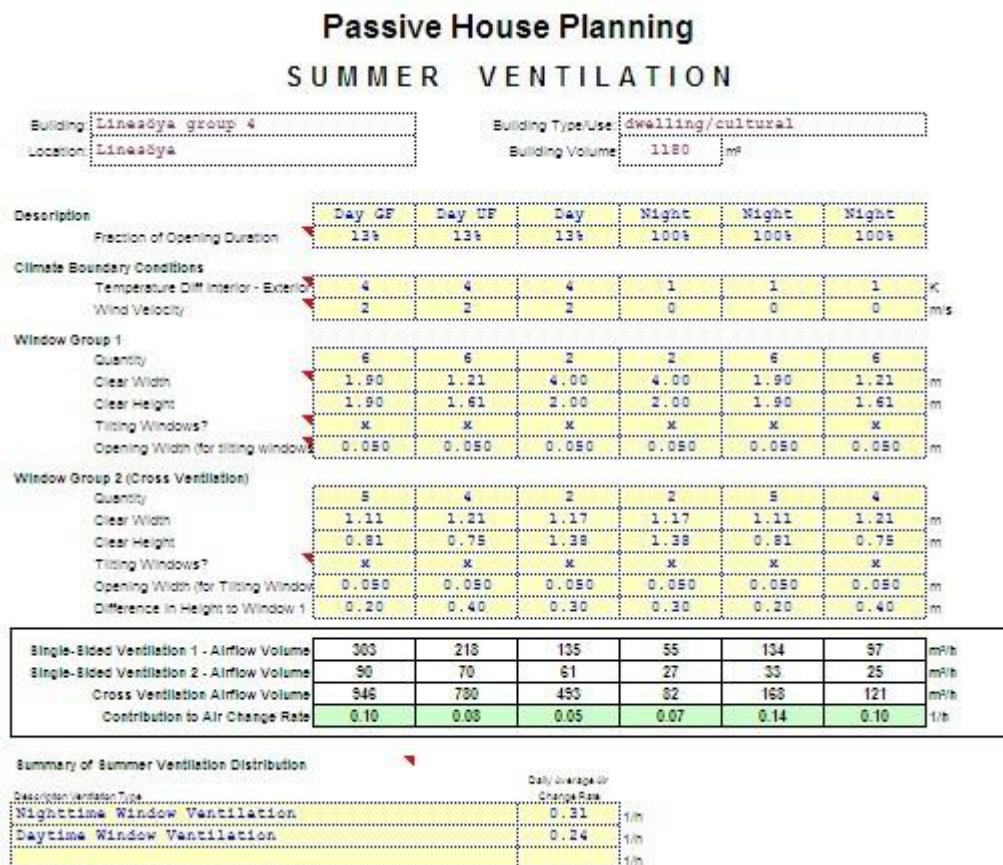 Passive House Planning
SUMMER VENTILATION
Building: Linesöya group 4 Building Type/Use: dwelling/cultural
Location: Linesöya Building Volume: 1180 m³
Description Day GF Day UF Day Night Night Night
Fraction of Opening Duration 13% 13% 13% 100% 100% 100%
Climate Boundary Conditions
Temperature Diff Interior - Exterior 4 4 4 1 1 1 K
Wind Velocity 2 2 2 0 0 0 m/s
Window Group 1
Quantity 6 6 2 2 6 6
Clear Width 1.90 1.21 4.00 4.00 1.90 1.21 m
Clear Height 1.90 1.61 2.00 2.00 1.90 1.61 m
Tilting Windows? x x x x x x
Opening Width (for tilting windows 0.050 0.050 0.050 0.050 0.050 0.050 m
Window Group 2 (Cross Ventilation)
Quantity 5 4 2 2 5 4
Clear Width 1.11 1.21 1.17 1.17 1.11 1.21 m
Clear Height 0.81 0.75 1.38 1.38 0.81 0.75 m
Tilting Windows? x x x x x x
Opening Width (for Tilting Window 0.050 0.050 0.050 0.050 0.050 0.050 m
Difference in Height to Window 1 0.20 0.40 0.30 0.30 0.20 0.40 m
Single-Sided Ventilation 1 - Airflow Volume 303 218 135 55 134 97 m³/h
Single-Sided Ventilation 2 - Airflow Volume 90 70 61 27 33 25 m³/h
Cross Ventilation Airflow Volume 946 780 493 82 168 121 m³/h
Contribution to Air Change Rate 0.10 0.08 0.05 0.07 0.14 0.10 1/h
Summary of Summer Ventilation Distribution
Daily Average Air
Description Ventilation Type Change Rate
Nighttime Window Ventilation 0.31 1/h
Daytime Window Ventilation 0.24 1/h
1/h